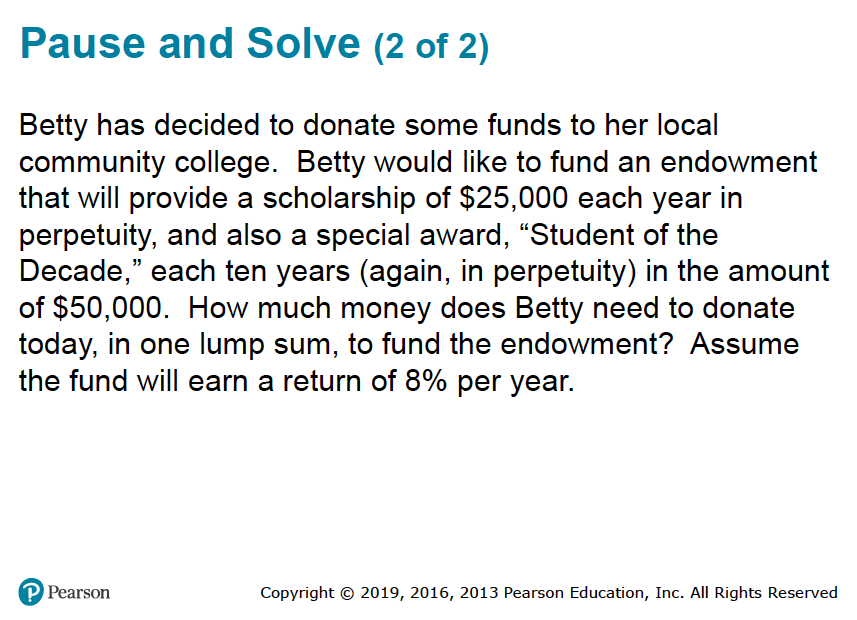 Pause and Solve (2 of 2)
Betty has decided to donate some funds to her local
community college.  Betty would like to fund an endowment
that will provide a scholarship of $25,000 each year in
perpetuity, and also a special award, “Student of the
Decade,” each ten years (again, in perpetuity) in the amount
of $50,000.  How much money does Betty need to donate
today, in one lump sum, to fund the endowment?  Assume
the fund will earn a return of 8% per year.
Pearson
Copyright © 2019, 2016, 2013 Pearson Education, Inc. All Rights Reserved